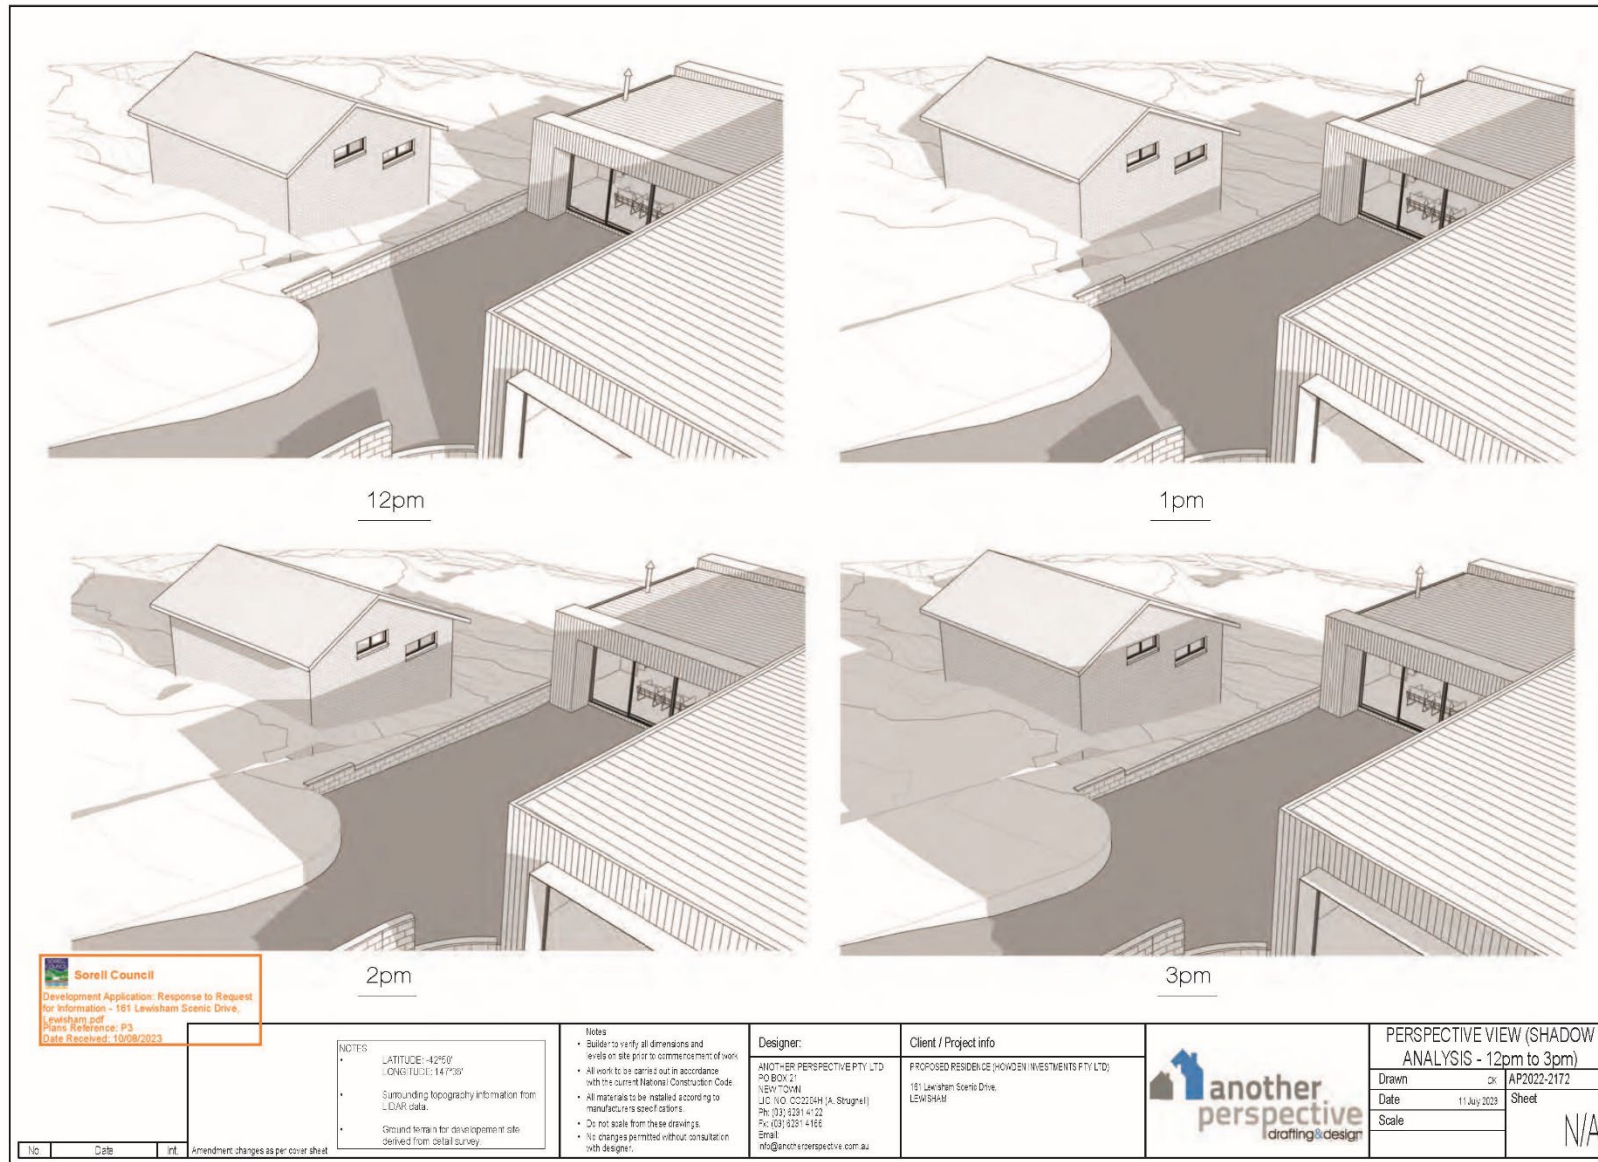 12pm
1pm
2pm
3pm
Sorell Council
Development Application: Response to Request
for Information - 161 Lewisham Scenic Drive,
Lewisham.pdf
Plans Reference: P3
Date Received: 10/08/2023
No.
Date
Int.
Amendment changes as per cover sheet
NOTES
• LATITUDE: -42°50'
LONGITUDE:
• Surrounding topography information from
LIDAR data.
• Ground terrain for developement site
derived from detail survey.
Notes
• Builder to verify all dimensions and
levels on site prior to commencement of work
• All work to be carried out in accordance
with the current National Construction Code
• All materials to be installed according to
manufacturers specifications.
• Do not scale from these drawings.
• No changes permitted without consultation
with designer.
Designer:
ANOTHER PERSPECTIVE PTY LTD
PO BOX 21
NEW TOWN
LIC. NO. CC2204H (A. Strugnell)
Ph: (03) 6231 4122
Fx: (03) 6231 4166
Email:
info@anotherperspective.com.au
Client / Project info
PROPOSED RESIDENCE (HOWDEN INVESTMENTS PTY LTD)
161 Lewisham Scenic Drive,
LEWISHAM
another
perspective
drafting&design
PERSPECTIVE VIEW (SHADOW
ANALYSIS - 12pm to 3pm)
Drawn
AP2022-2172
Date 11 July 2023
Sheet
Scale
N/A